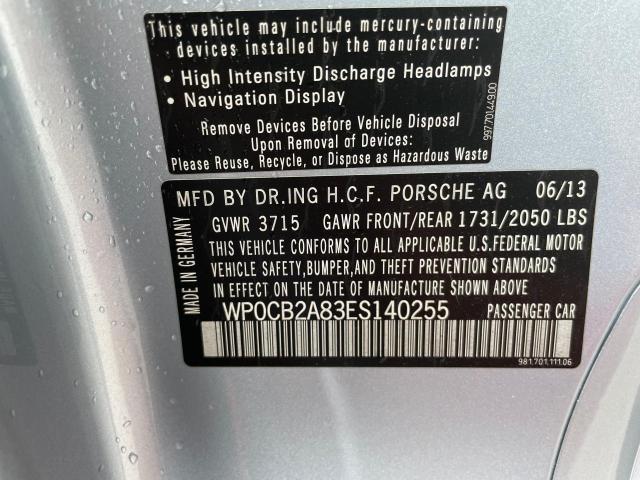 This vehicle may include mercury-containing
devices installed by the manufacturer:
• High Intensity Discharge Headlamps
• Navigation Display
Remove Devices Before Vehicle Disposal
Upon Removal of Devices:
Please Reuse, Recycle, or Dispose as Hazardous Waste
997.701.449.00
MFD BY DR.ING H.C.F. PORSCHE AG 06/13
GVWR 3715 GAWR FRONT/REAR 1731/2050 LBS
THIS VEHICLE CONFORMS TO ALL APPLICABLE U.S.FEDERAL MOTOR
VEHICLE SAFETY,BUMPER,AND THEFT PREVENTION STANDARDS
IN EFFECT ON THE DATE OF MANUFACTURE SHOWN ABOVE
WP0CB2A83ES140255 PASSENGER CAR
981.701.111.06
MADE IN GERMANY